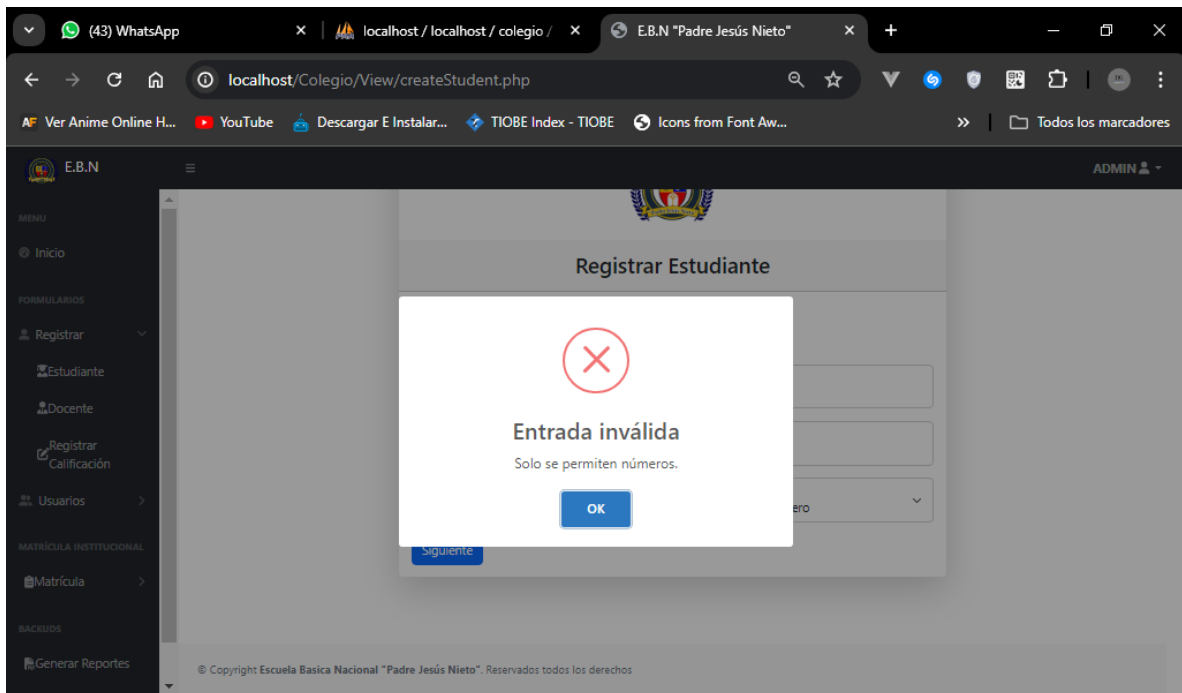 (43) WhatsApp
localhost / localhost / colegio /
E.B.N "Padre Jesús Nieto"
localhost/Colegio/View/createStudent.php
AF Ver Anime Online H...
YouTube
Descargar E Instalar...
TIOBE Index - TIOBE
Icons from Font Aw...
»
Todos los marcadores
E.B.N
ADMIN
MENU
Inicio
FORMULARIOS
Registrar
Estudiante
Docente
Registrar
Calificación
Usuarios
MATRÍCULA INSTITUCIONAL
Matrícula
BACKUDS
Generar Reportes
Registrar Estudiante
Entrada inválida
Solo se permiten números.
OK
ero
Siguiente
© Copyright Escuela Basica Nacional "Padre Jesús Nieto". Reservados todos los derechos